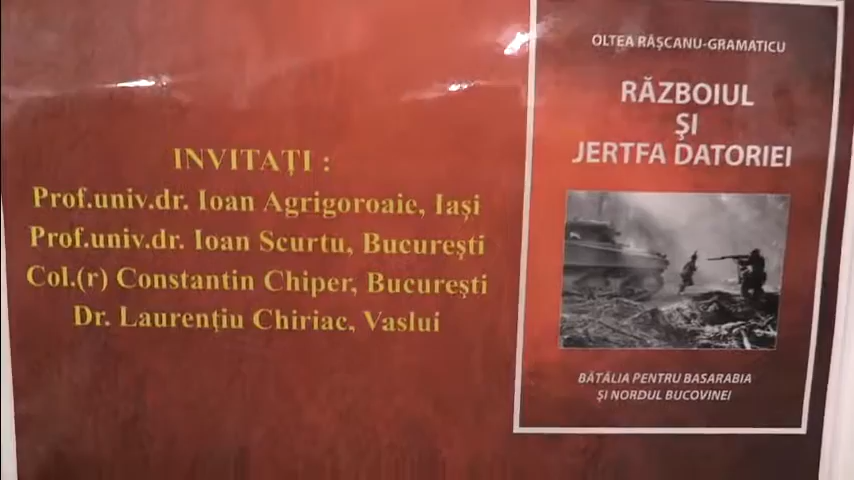 INVITAȚI :
Prof.univ.dr. Ioan Agrigoroaie, Iași
Prof.univ.dr. Ioan Scurtu, București
Col.(r) Constantin Chiper, București
Dr. Laurențiu Chiriac, Vaslui
OLTEA RĂȘCANU-GRAMATICU
RĂZBOIUL
ȘI
JERTFA DATORIEI
BĂTĂLIA PENTRU BASARABIA
ȘI NORDUL BUCOVINEI